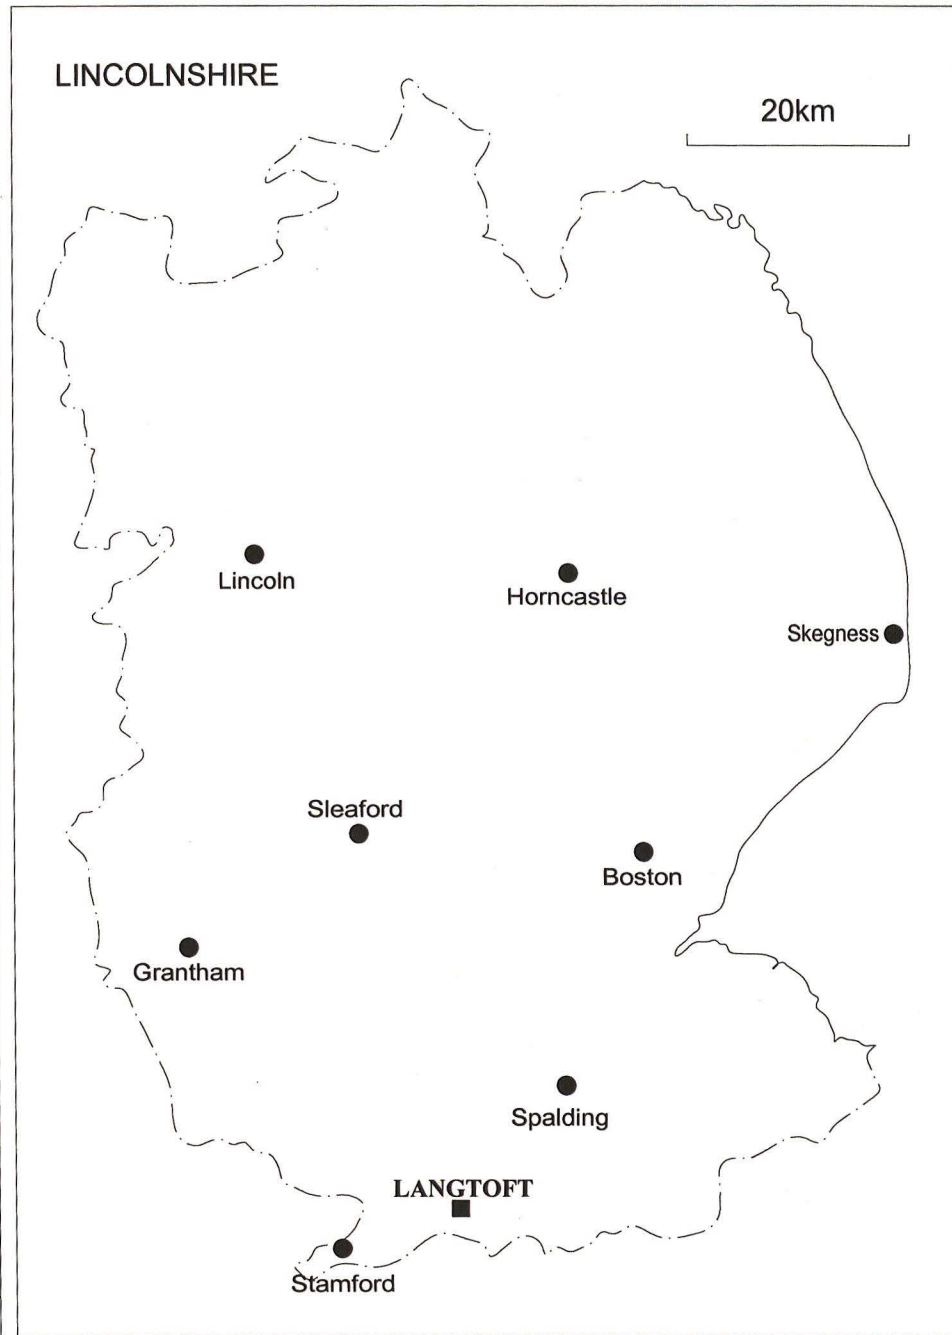 LINCOLNSHIRE
20km
Lincoln
Horncastle
Skegness
Sleaford
Boston
Grantham
Spalding
LANGTOFT
Stamford